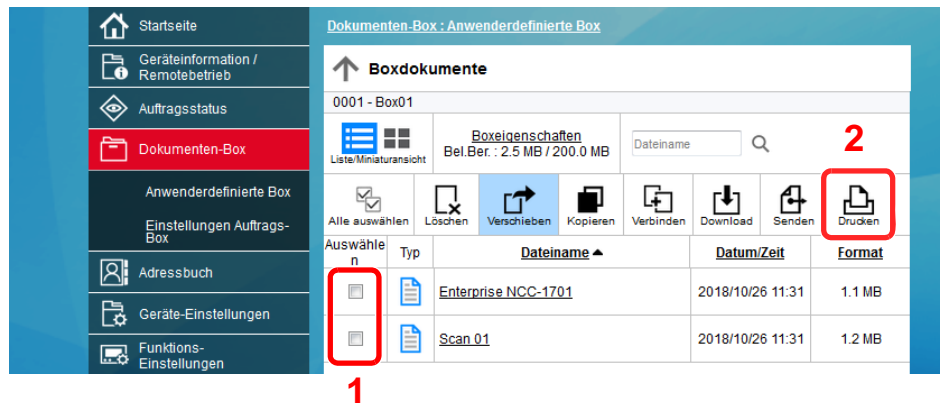 Startseite
Geräteinformation /
Remotebetrieb
Auftragsstatus
Dokumenten-Box
Anwenderdefinierte Box
Einstellungen Auftrags-
Box
Adressbuch
Geräte-Einstellungen
Funktions-
Einstellungen
Dokumenten-Box : Anwenderdefinierte Box
Boxdokumente
0001 - Box01
Liste/Miniaturansicht
Boxeigenschaften
Bel.Ber. : 2.5 MB / 200.0 MB
Dateiname
2
Alle auswählen Löschen Verschieben Kopieren Verbinden Download Senden Drucken
Auswähle
n Typ Dateiname Datum/Zeit Format
Enterprise NCC-1701 2018/10/26 11:31 1.1 MB
Scan 01 2018/10/26 11:31 1.2 MB
1